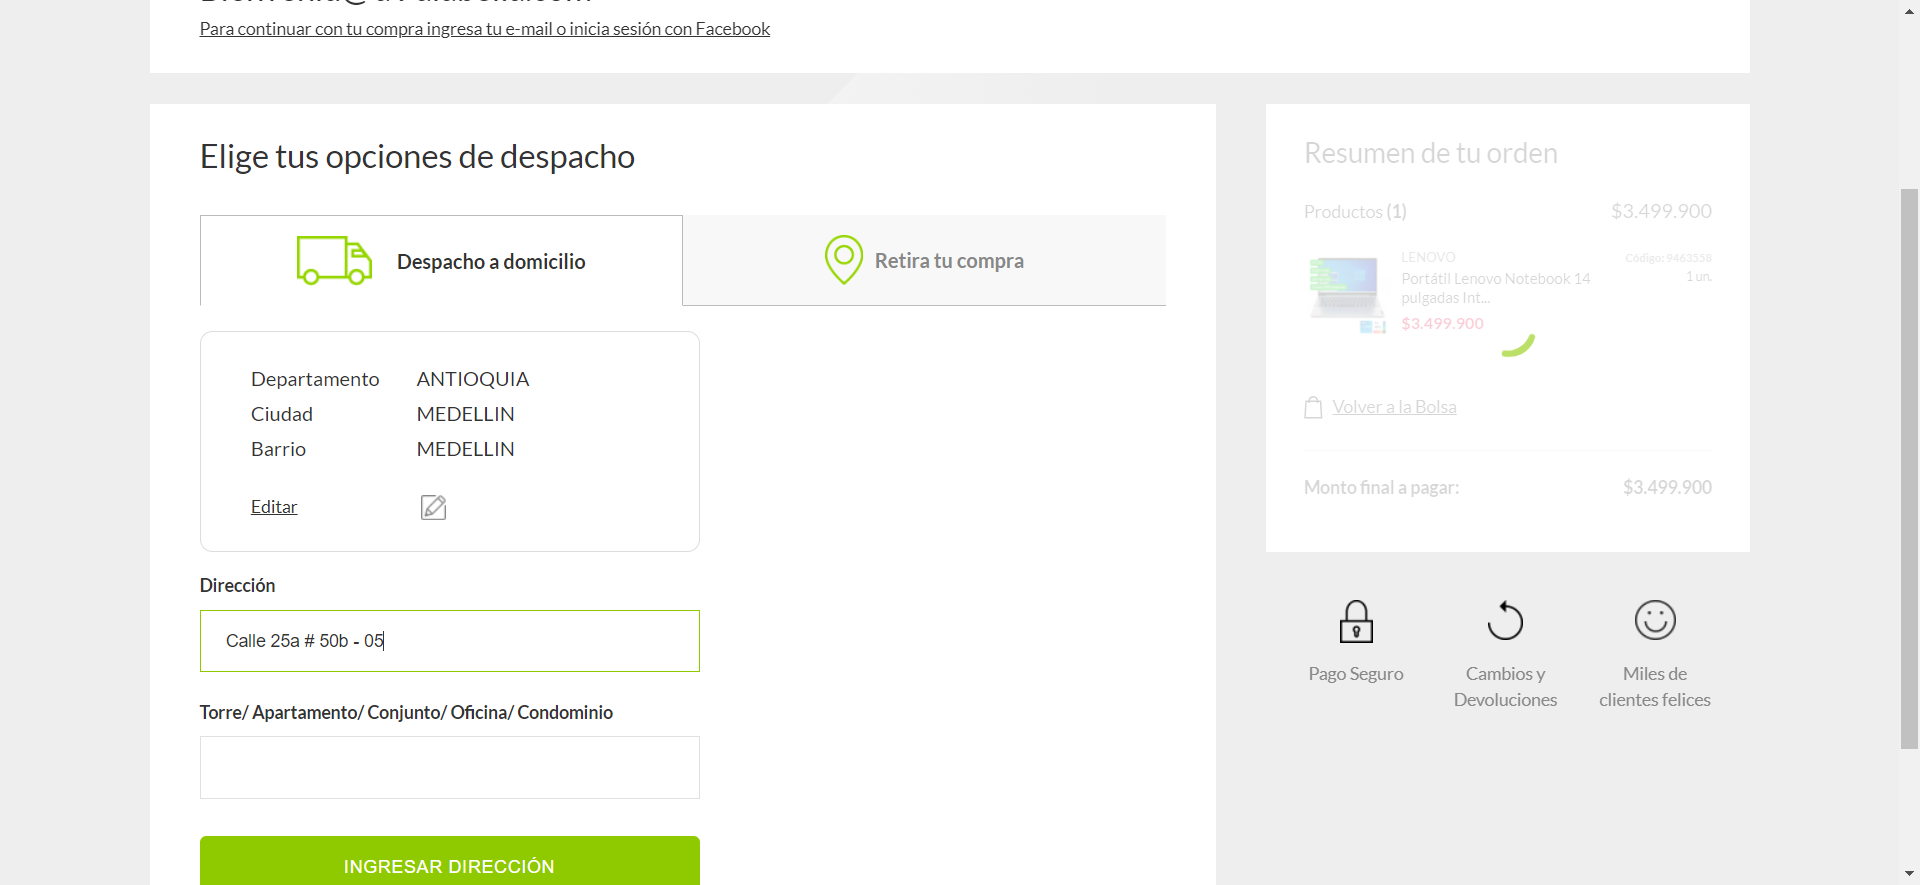 Para continuar con tu compra ingresa tu e-mail o inicia sesión con Facebook
Elige tus opciones de despacho
Despacho a domicilio
Retira tu compra
Departamento ANTIOQUIA
Ciudad MEDELLIN
Barrio MEDELLIN
Editar
Dirección
Calle 25a # 50b - 05
Torre/ Apartamento/ Conjunto/ Oficina/ Condominio
INGRESAR DIRECCIÓN
Resumen de tu orden
Productos (1) $3.499.900
LENOVO Código: 9463558
Portátil Lenovo Notebook 14 1 un.
pulgadas Int...
$3.499.900
Volver a la Bolsa
Monto final a pagar: $3.499.900
Pago Seguro
Cambios y
Devoluciones
Miles de
clientes felices